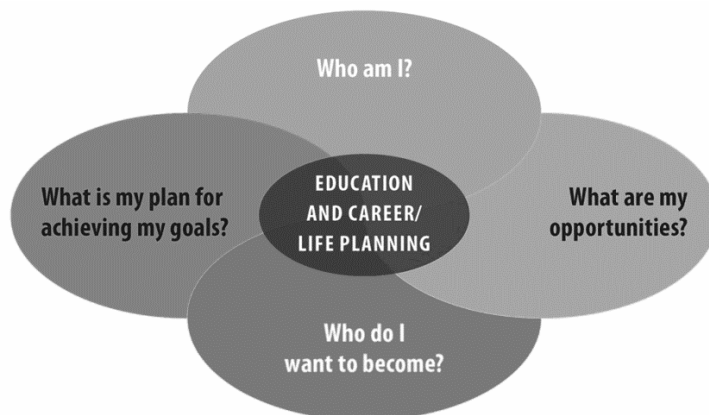 Who am I?
What is my plan for
achieving my goals?
EDUCATION
AND CAREER/
LIFE PLANNING
What are my
opportunities?
Who do I
want to become?